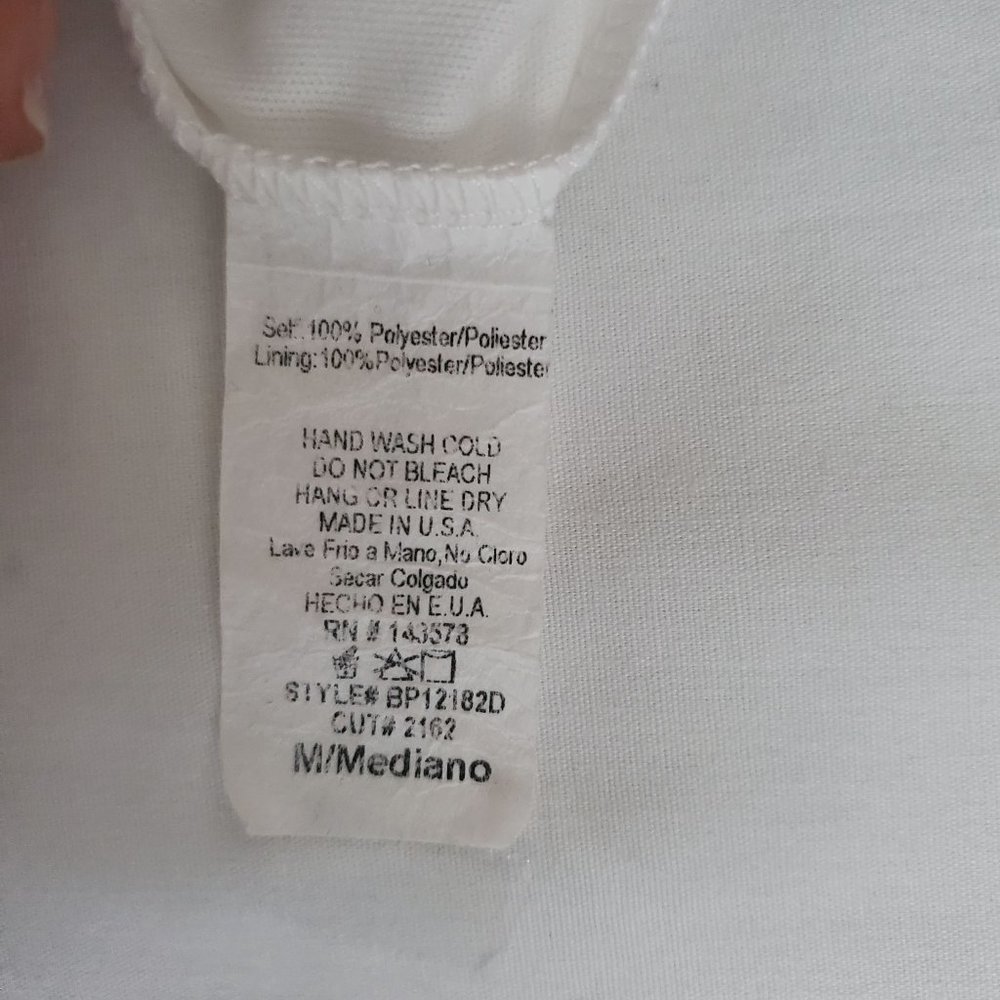 Self: 100% Polyester/Poliester
Lining:100%Polyester/Poliester
HAND WASH COLD
DO NOT BLEACH
HANG OR LINE DRY
MADE IN U.S.A.
Lave Frio a Mano,No Cloro
Secar Colgado
HECHO EN E.U.A.
RN # 143573
STYLE# BP12182D
CUT# 2162
M/Mediano